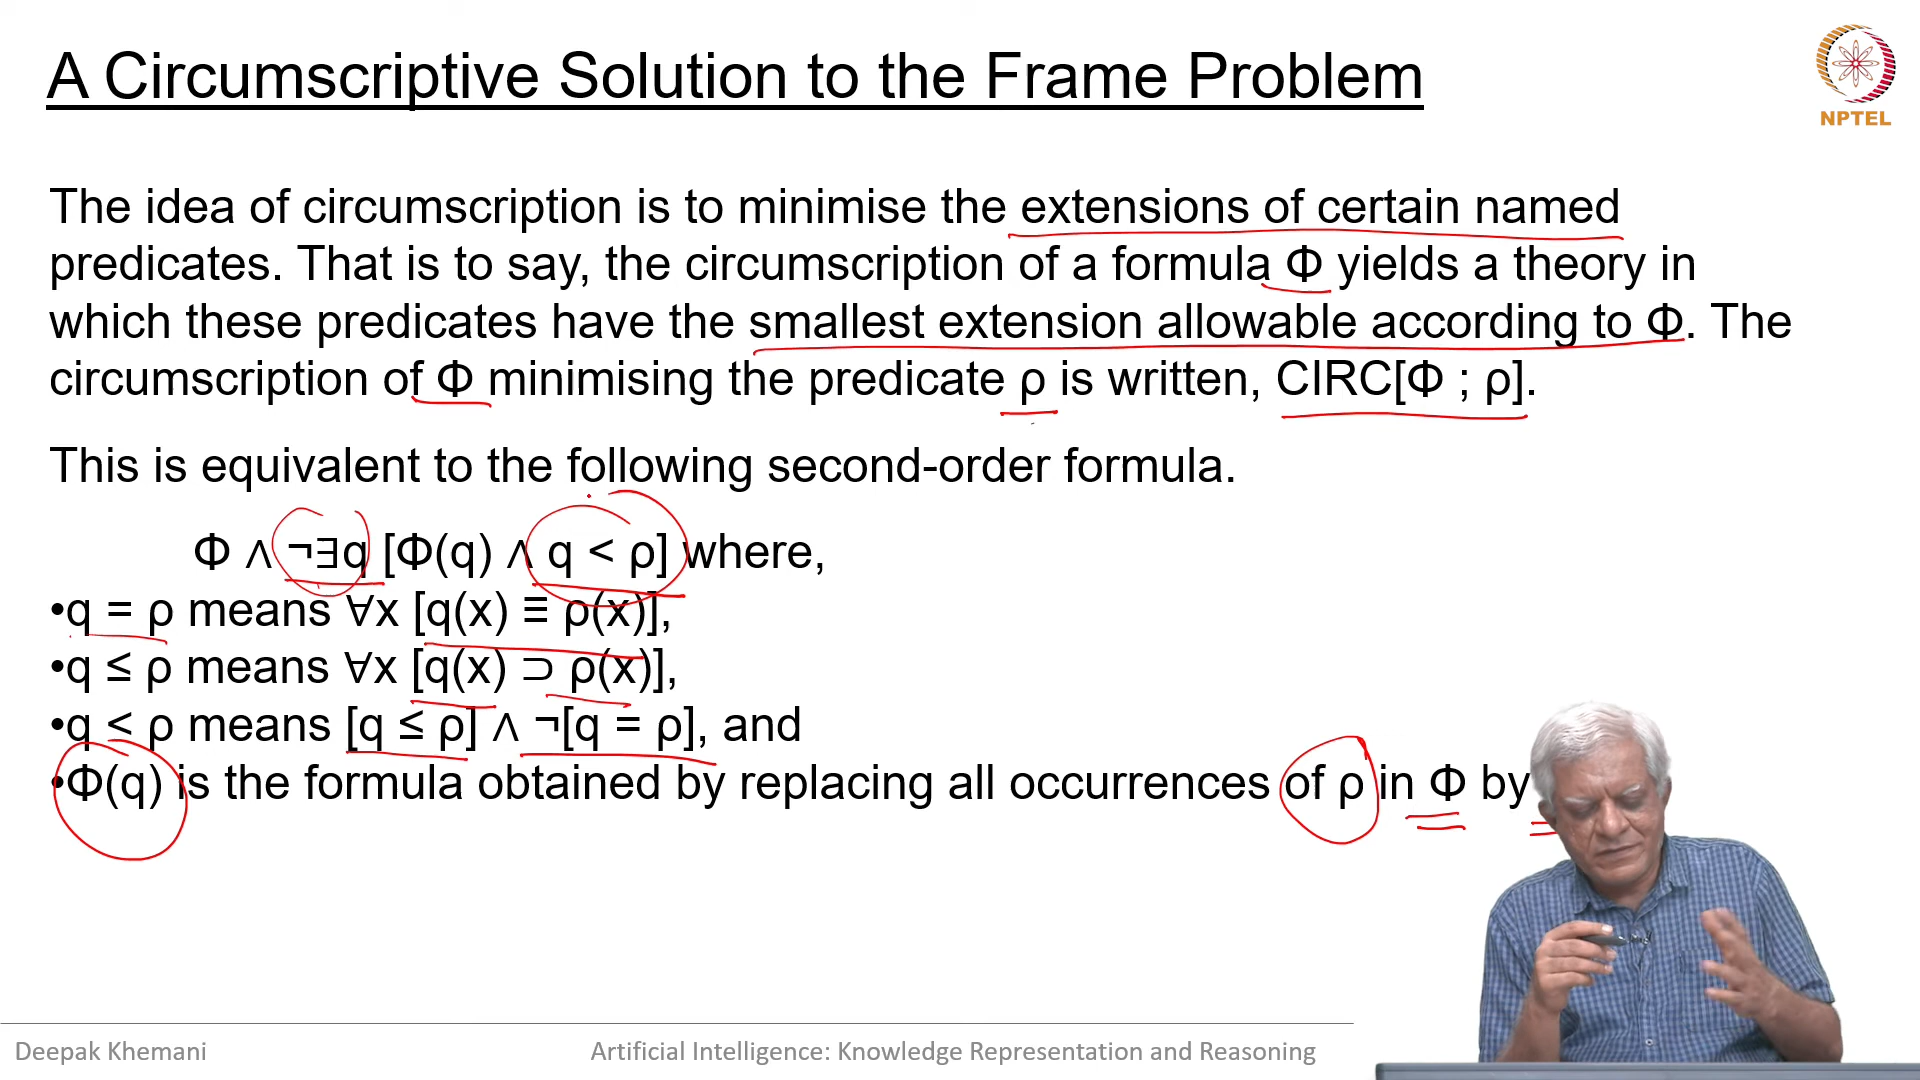 A Circumscriptive Solution to the Frame Problem
NPTEL
The idea of circumscription is to minimise the extensions of certain named
predicates. That is to say, the circumscription of a formula Φ yields a theory in
which these predicates have the smallest extension allowable according to Φ. The
circumscription of Φ minimising the predicate ρ is written, CIRC[Φ ; ρ].
This is equivalent to the following second-order formula.
Φ ∧ ¬∃q [Φ(q) ∧ q < ρ] where,
•q = ρ means ∀x [q(x) ≡ ρ(x)],
•q ≤ ρ means ∀x [q(x) ⊃ ρ(x)],
•q < ρ means [q ≤ ρ] ∧ ¬[q = ρ], and
•Φ(q) is the formula obtained by replacing all occurrences of ρ in Φ by
Deepak Khemani
Artificial Intelligence: Knowledge Representation and Reasoning